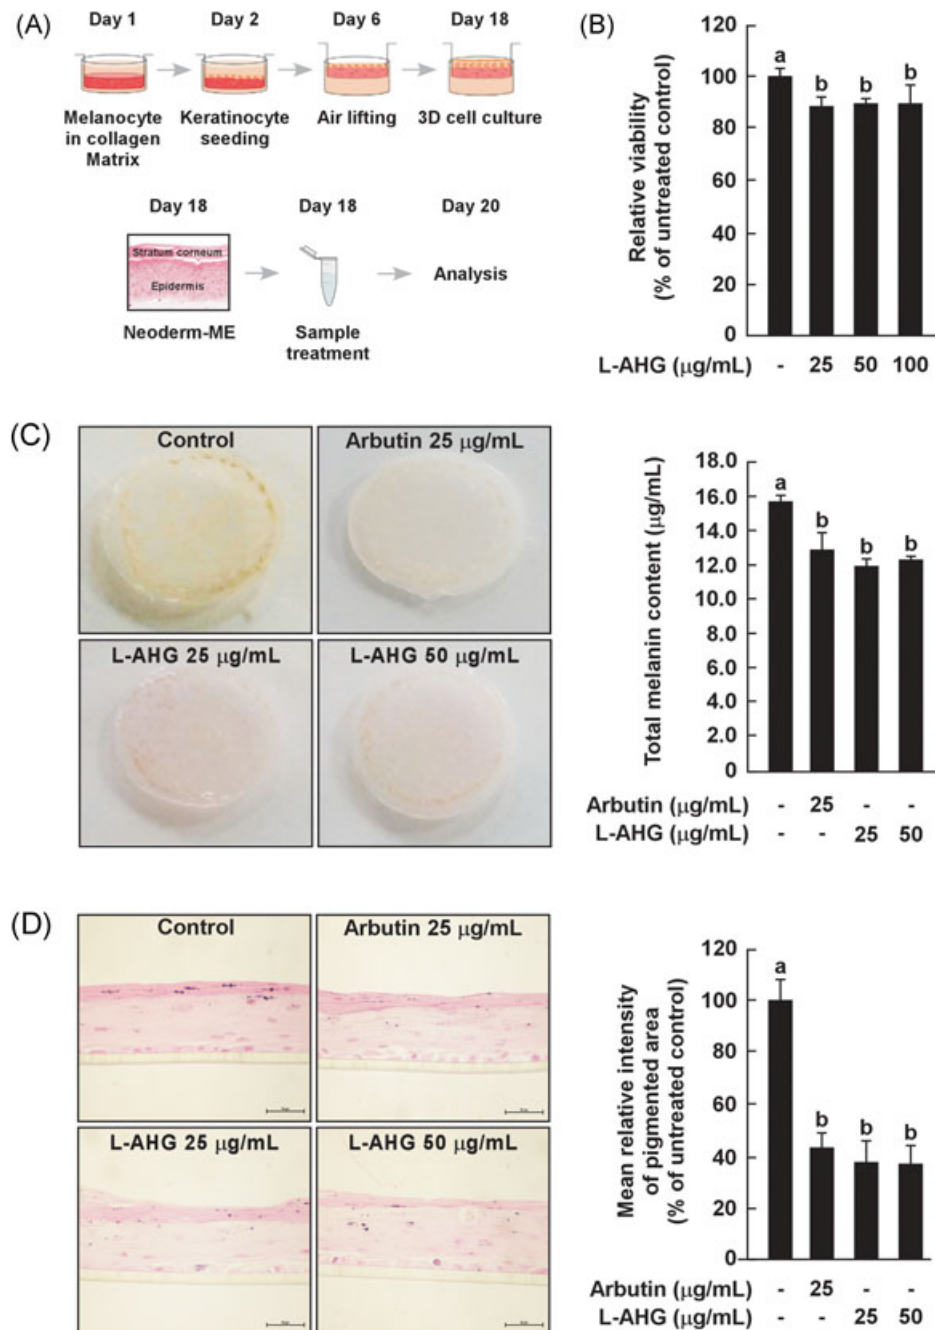 (A)
Day 1
Day 2
Day 6
Day 18
Melanocyte
in collagen
Matrix
Keratinocyte
seeding
Air lifting
3D cell culture
Day 18
Day 18
Day 20
Stratum corneum
Epidermis
Analysis
Neoderm-ME
Sample
treatment
(B)
Relative viability
(% of untreated control)
120
100
80
60
40
20
0
a
b
b
b
L-AHG (μg/mL)
-
25
50
100
(C)
Control
Arbutin 25 μg/mL
L-AHG 25 μg/mL
L-AHG 50 μg/mL
Total melanin content (μg/mL)
18.0
16.0
14.0
12.0
10.0
8.0
6.0
4.0
2.0
0
a
b
b
b
Arbutin (μg/mL)
-
25
-
-
L-AHG (μg/mL)
-
-
25
50
(D)
Control
Arbutin 25 μg/mL
L-AHG 25 μg/mL
L-AHG 50 μg/mL
Mean relative intensity
of pigmented area
(% of untreated control)
120
100
80
60
40
20
0
a
b
b
b
Arbutin (μg/mL)
-
25
-
-
L-AHG (μg/mL)
-
-
25
50